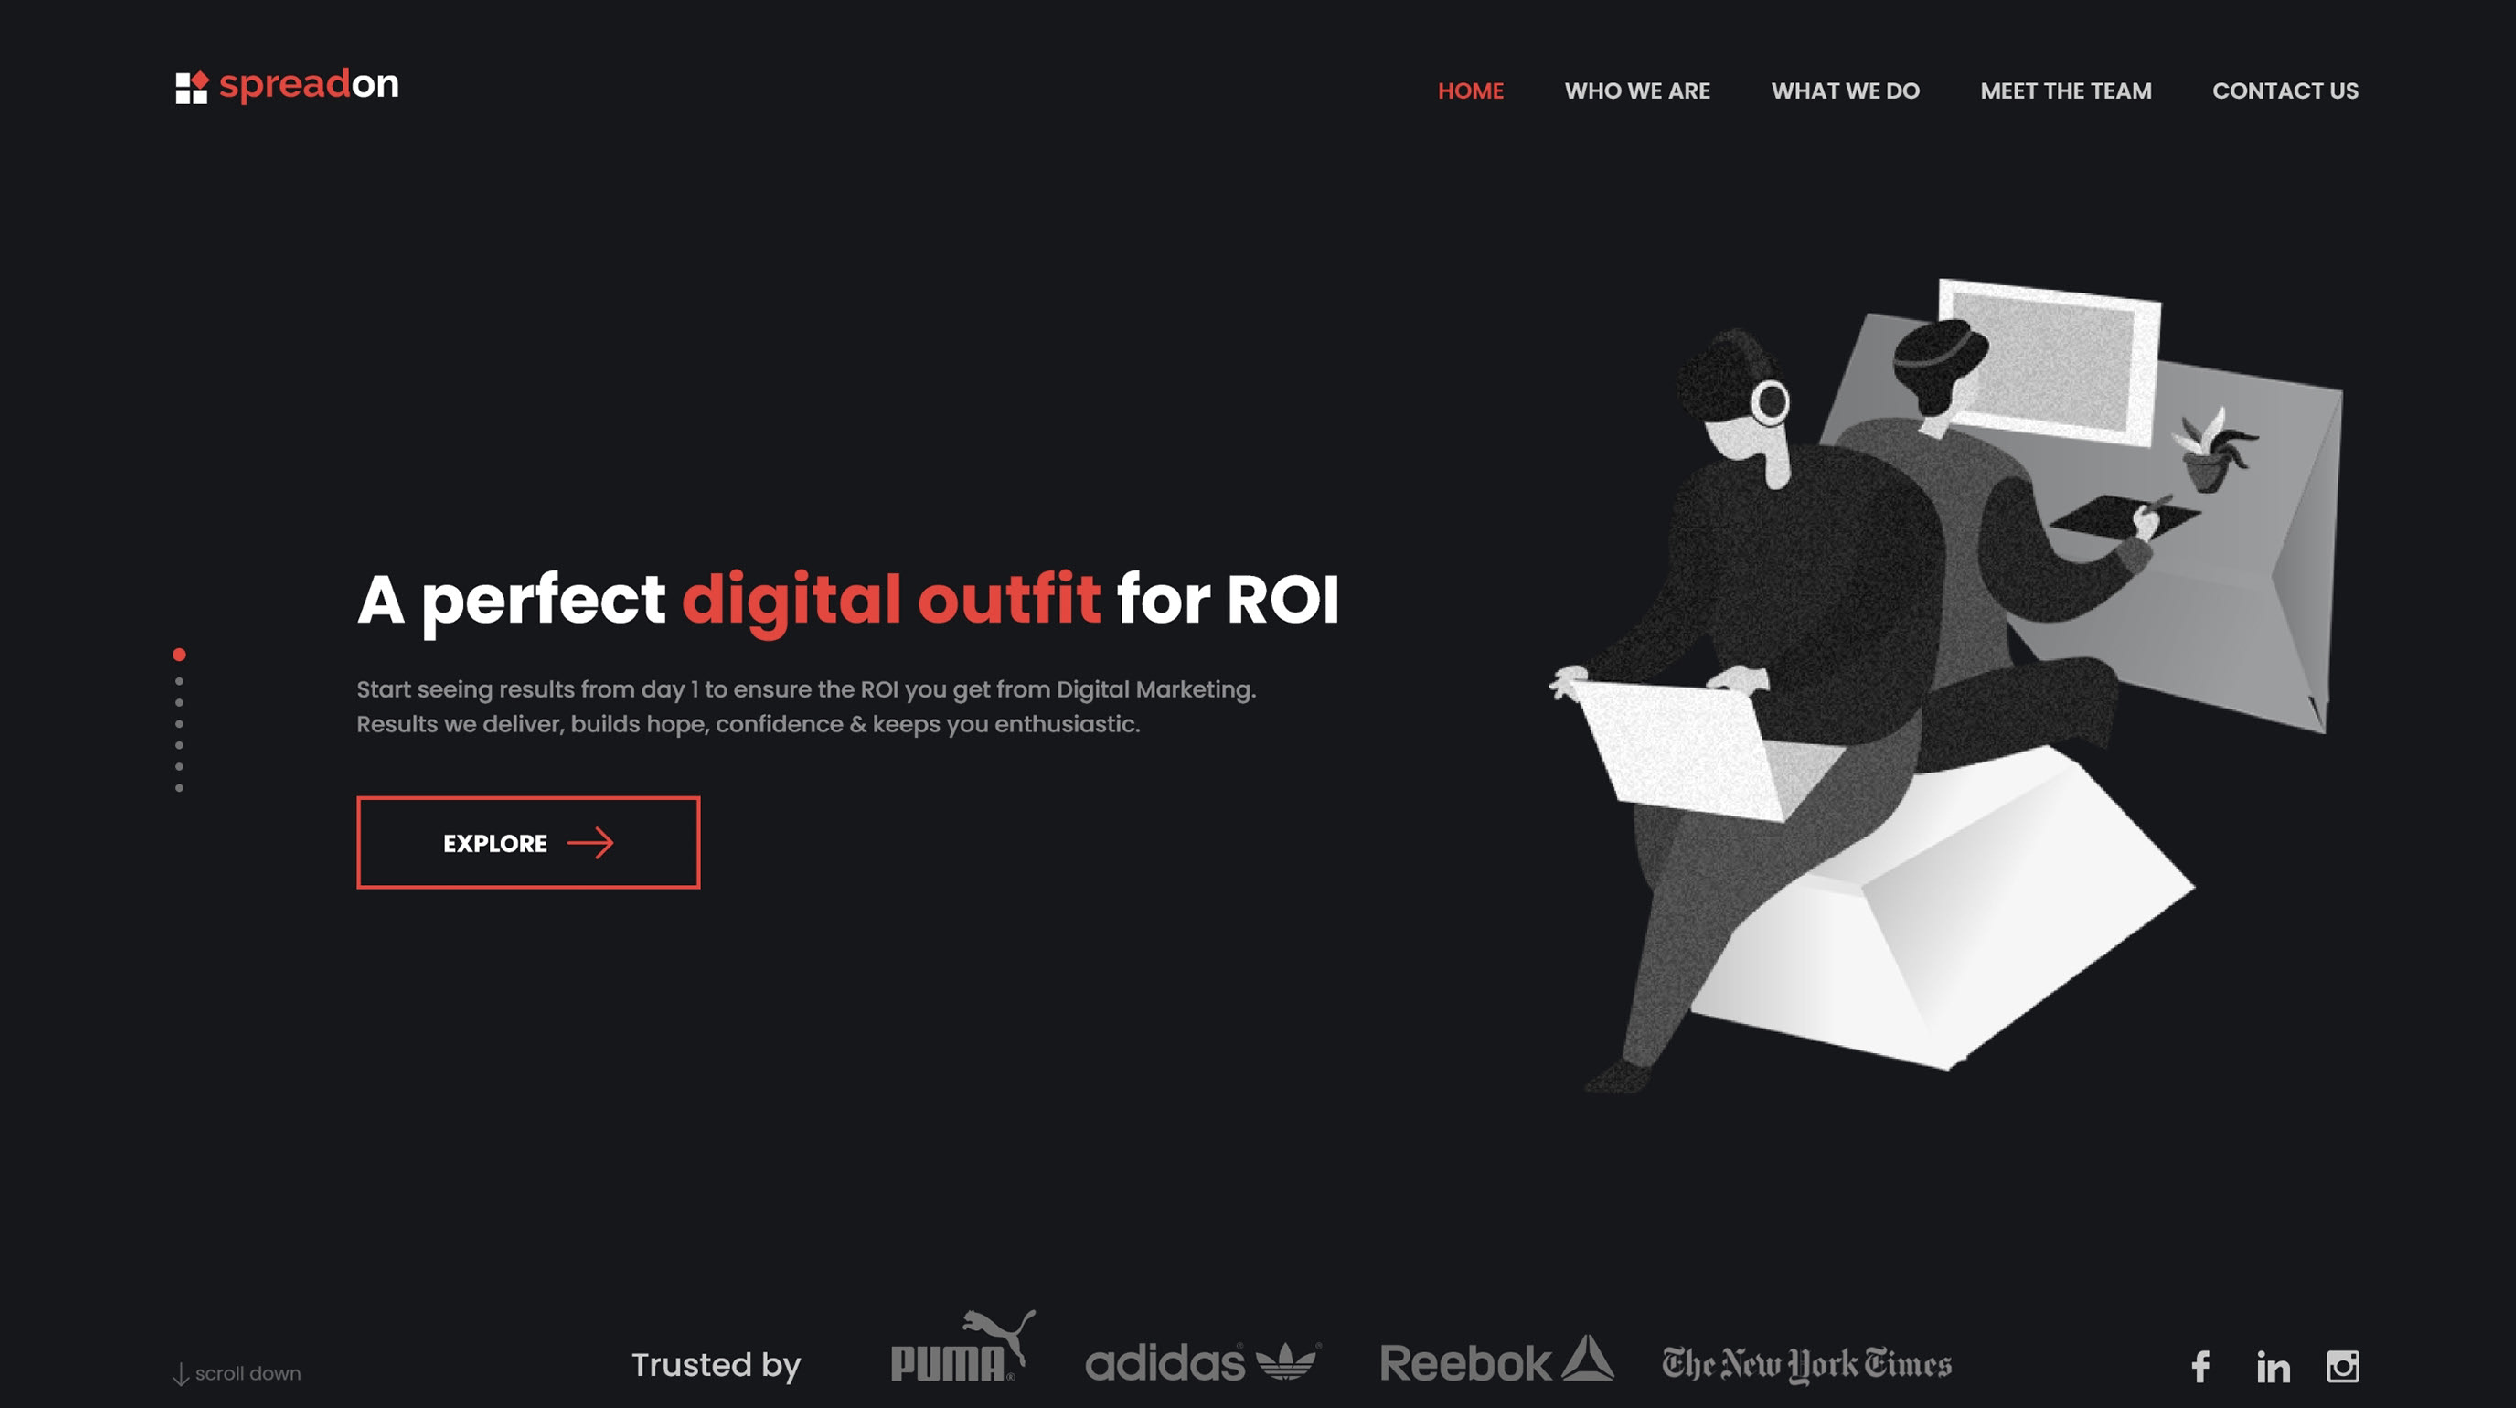 spreadon
HOME WHO WE ARE WHAT WE DO MEET THE TEAM CONTACT US
A perfect digital outfit for ROI
Start seeing results from day 1 to ensure the ROI you get from Digital Marketing.
Results we deliver, builds hope, confidence & keeps you enthusiastic.
EXPLORE
scroll down
Trusted by
PUMA®
adidas®
Reebok
The New York Times